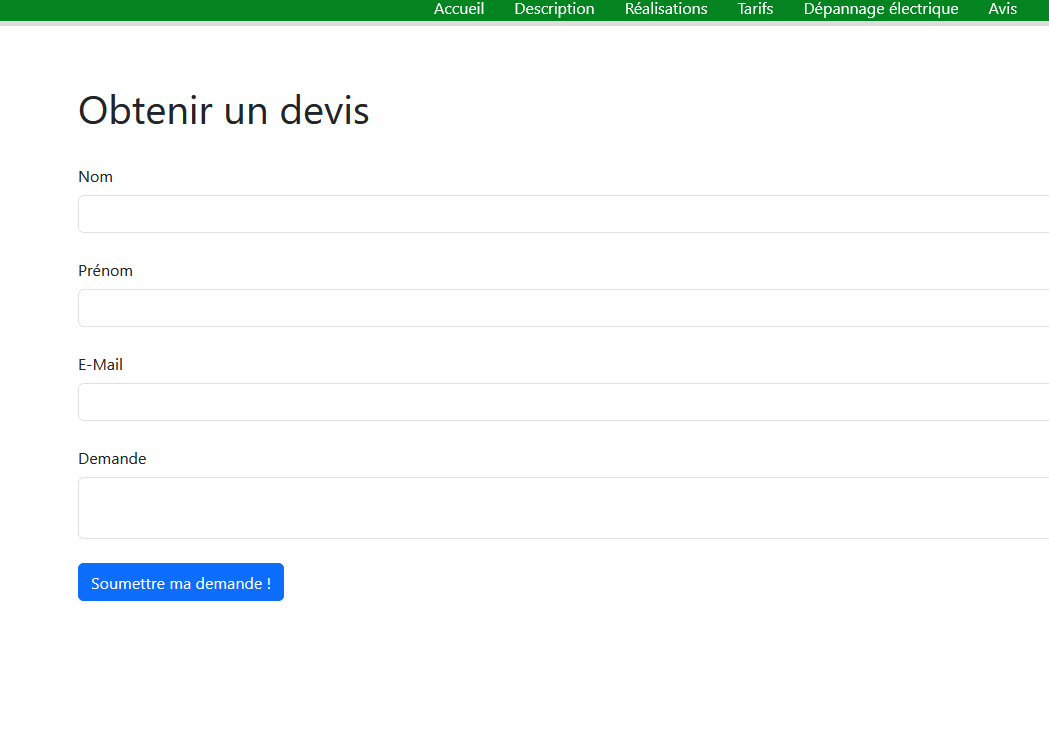 Accueil Description Réalisations Tarifs Dépannage électrique Avis
Obtenir un devis
Nom
Prénom
E-Mail
Demande
Soumettre ma demande !